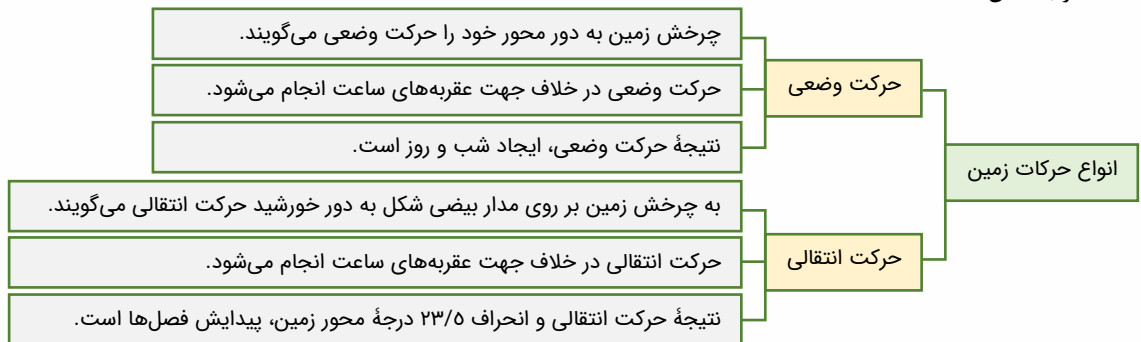 انواع حرکات زمین
حرکت وضعی
چرخش زمین به دور محور خود را حرکت وضعی می‌گویند.
حرکت وضعی در خلاف جهت عقربه‌های ساعت انجام می‌شود.
نتیجهٔ حرکت وضعی، ایجاد شب و روز است.
حرکت انتقالی
به چرخش زمین بر روی مدار بیضی شکل به دور خورشید حرکت انتقالی می‌گویند.
حرکت انتقالی در خلاف جهت عقربه‌های ساعت انجام می‌شود.
نتیجهٔ حرکت انتقالی و انحراف ۲۳/۵ درجهٔ محور زمین، پیدایش فصل‌ها است.